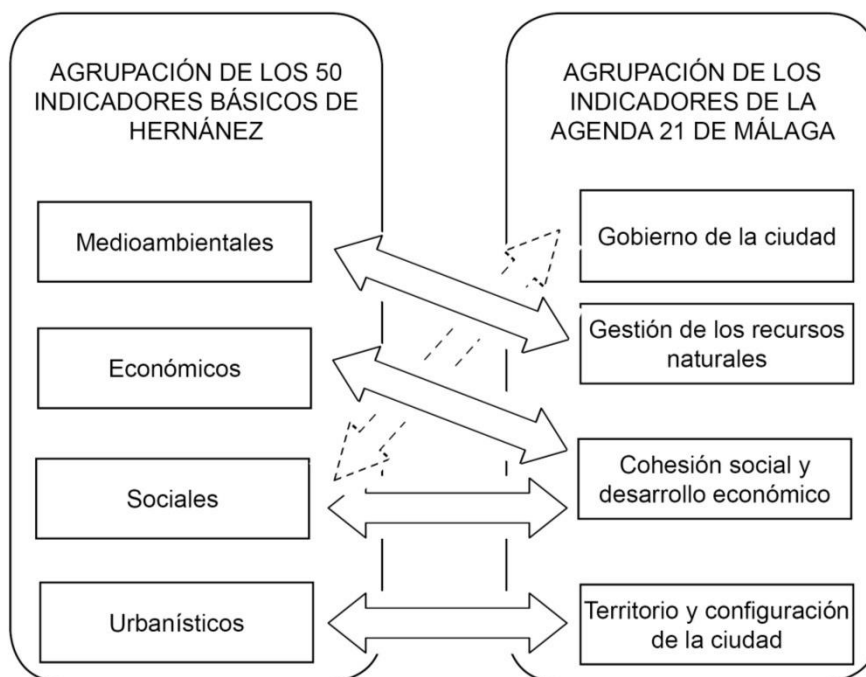 AGRUPACIÓN DE LOS 50
INDICADORES BÁSICOS DE
HERNÁNEZ
Medioambientales
Económicos
Sociales
Urbanísticos
AGRUPACIÓN DE LOS
INDICADORES DE LA
AGENDA 21 DE MÁLAGA
Gobierno de la ciudad
Gestión de los recursos
naturales
Cohesión social y
desarrollo económico
Territorio y configuración
de la ciudad